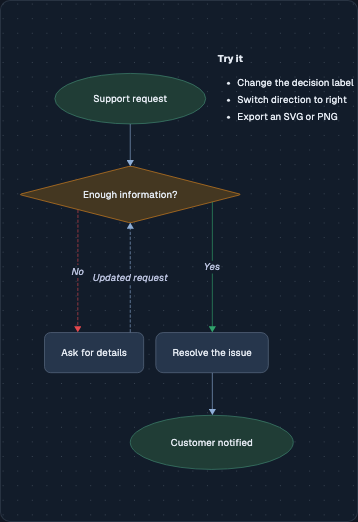 Try it
• Change the decision label
• Switch direction to right
• Export an SVG or PNG
Support request
Enough information?
No
Updated request
Yes
Ask for details
Resolve the issue
Customer notified